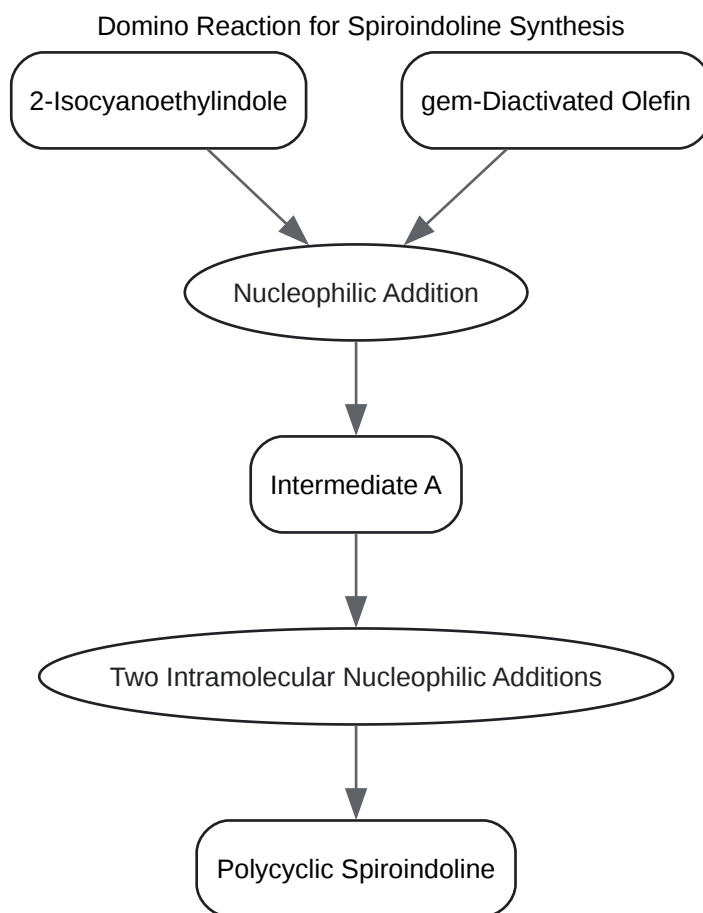 Domino Reaction for Spiroindoline Synthesis
2-Isocyanoethylindole
gem-Diactivated Olefin
Nucleophilic Addition
Intermediate A
Two Intramolecular Nucleophilic Additions
Polycyclic Spiroindoline